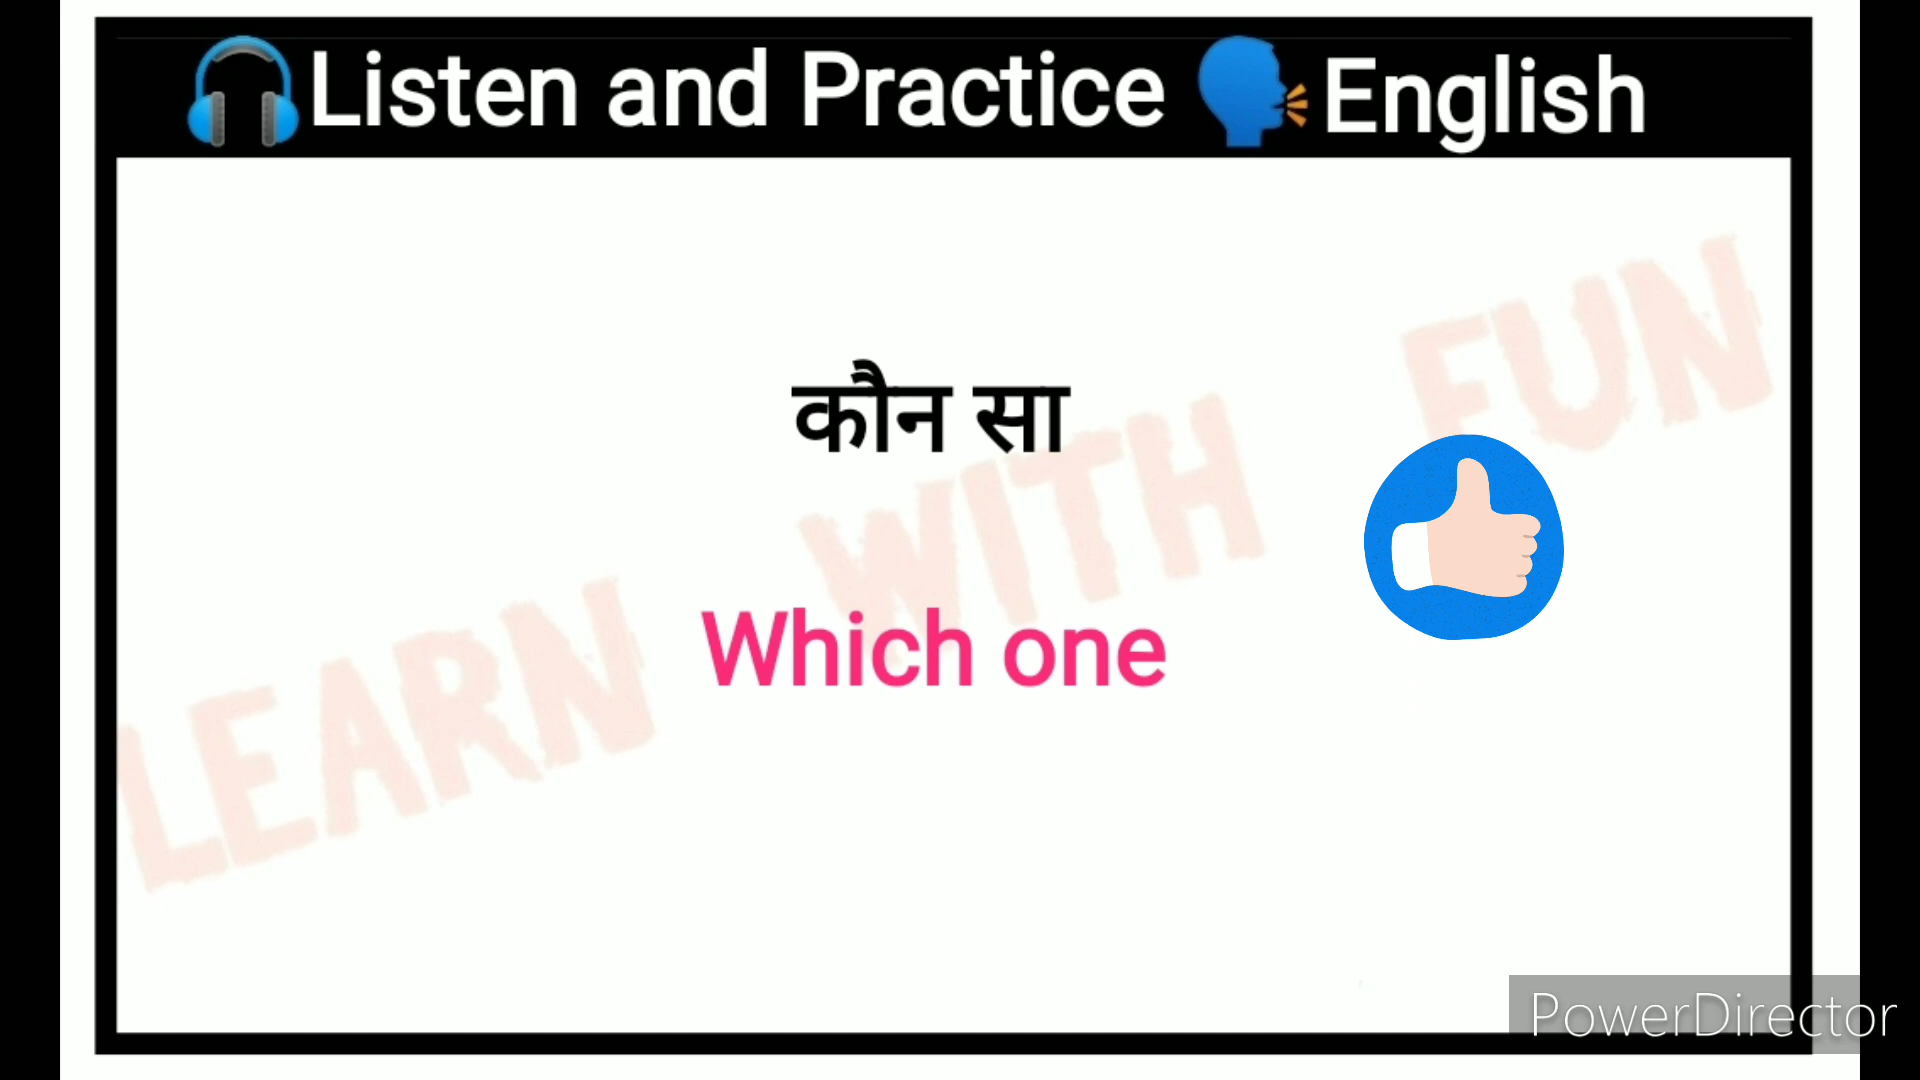 Listen and Practice English
कौन सा
Which one
LEARN WITH FUN
PowerDirector